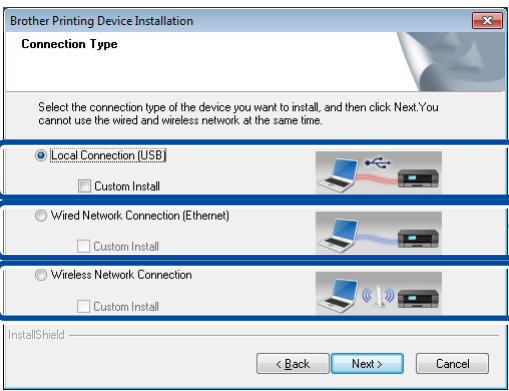 Brother Printing Device Installation
Connection Type
Select the connection type of the device you want to install, and then click Next.You
cannot use the wired and wireless network at the same time.
Local Connection (USB)
Custom Install
Wired Network Connection (Ethernet)
Custom Install
Wireless Network Connection
Custom Install
InstallShield
< Back Next > Cancel